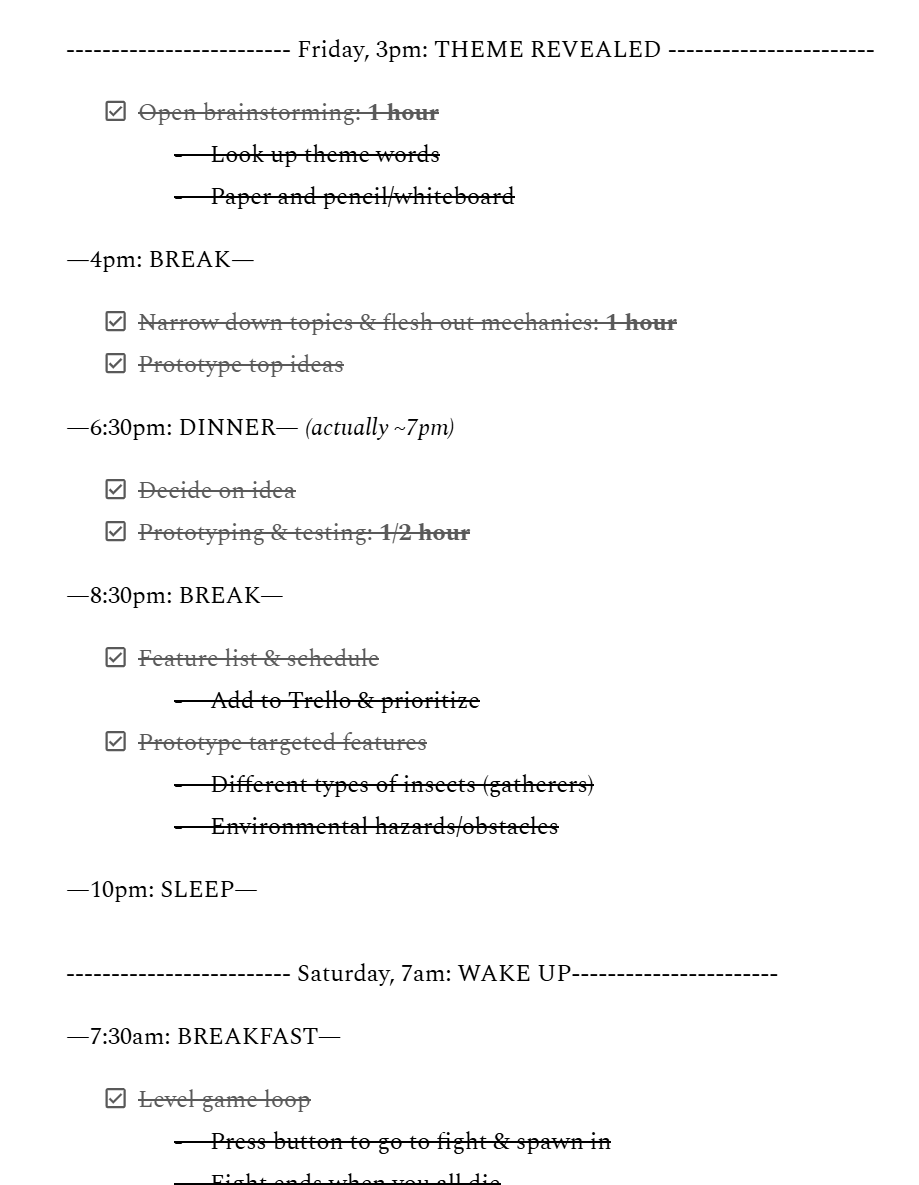 ------------------------- Friday, 3pm: THEME REVEALED -----------------------
Open brainstorming: 1 hour
- Look up theme words
- Paper and pencil/whiteboard
—4pm: BREAK—
Narrow down topics & flesh out mechanics: 1 hour
Prototype top ideas
—6:30pm: DINNER— (actually ~7pm)
Decide on idea
Prototyping & testing: 1/2 hour
—8:30pm: BREAK—
Feature list & schedule
- Add to Trello & prioritize
Prototype targeted features
- Different types of insects (gatherers)
- Environmental hazards/obstacles
—10pm: SLEEP—
------------------------- Saturday, 7am: WAKE UP-----------------------
—7:30am: BREAKFAST—
Level game loop
- Press button to go to fight & spawn in
- Fight ends when you all die